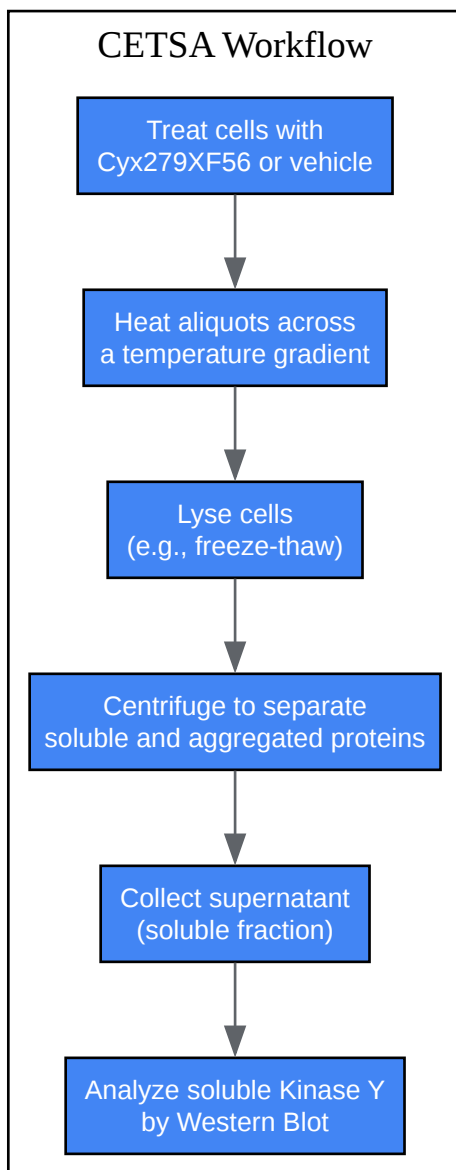 CETSA Workflow
Treat cells with
Cyx279XF56 or vehicle
Heat aliquots across
a temperature gradient
Lyse cells
(e.g., freeze-thaw)
Centrifuge to separate
soluble and aggregated proteins
Collect supernatant
(soluble fraction)
Analyze soluble Kinase Y
by Western Blot